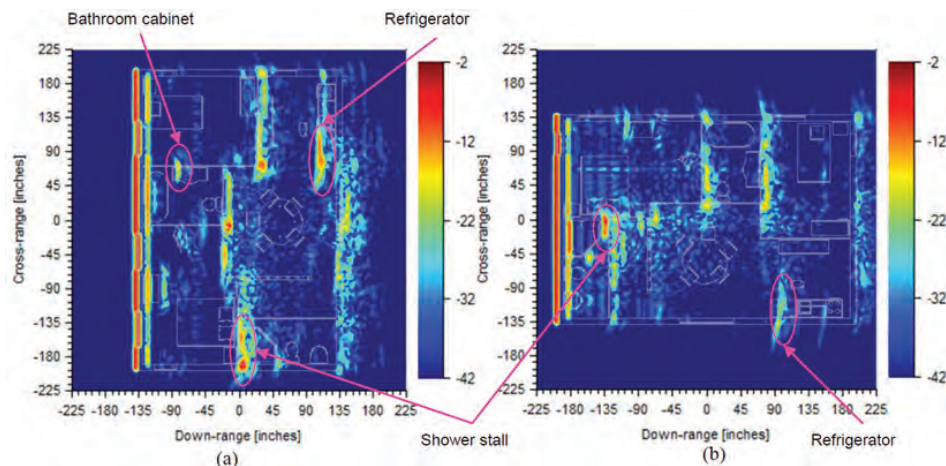 Bathroom cabinet
Refrigerator
225
180
135
90
45
0
-45
-90
-135
-180
-225
Cross-range [inches]
-225 -180 -135 -90 -45 0 45 90 135 180 225
Down-range [inches]
(a)
-2
-12
-22
-32
-42
225
180
135
90
45
0
-45
-90
-135
-180
-225
Cross-range [inches]
-225 -180 -135 -90 -45 0 45 90 135 180 225
Down-range [inches]
(b)
-2
-12
-22
-32
-42
Shower stall
Refrigerator